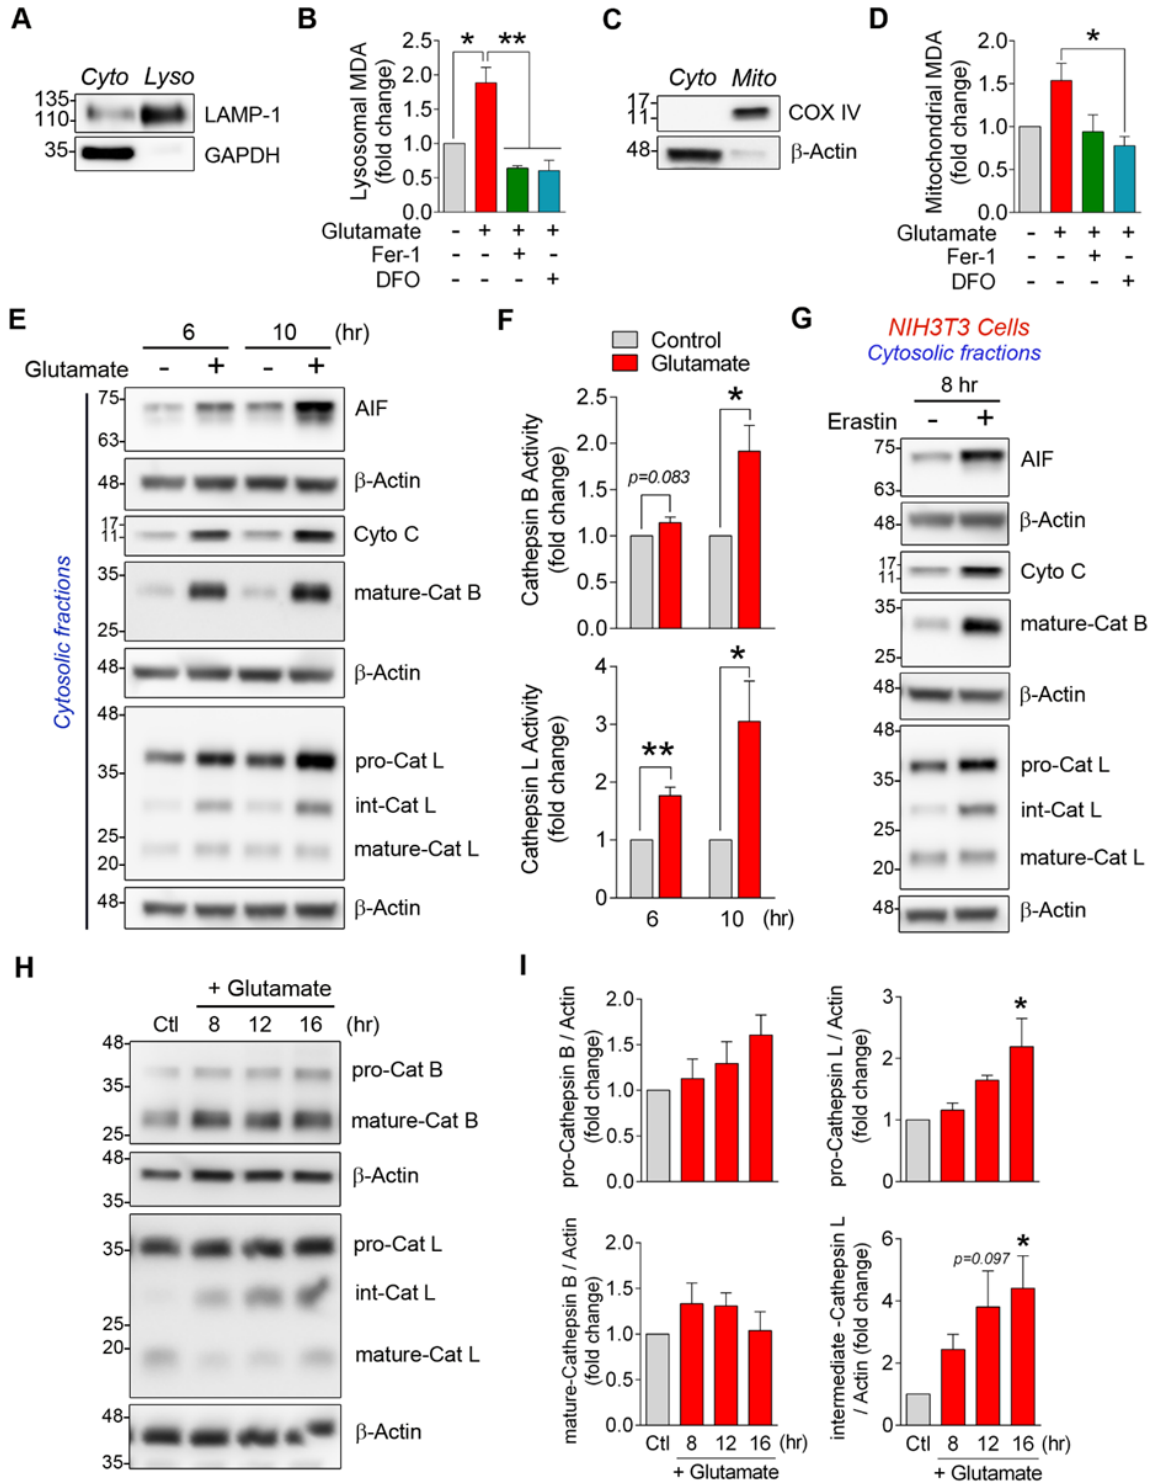 A
Cyto Lyso
135-
110-
LAMP-1
35-
GAPDH
B
Lysosomal MDA
(fold change)
2.5
2.0
1.5
1.0
0.5
0.0
* **
Glutamate - + + +
Fer-1 - - + -
DFO - - - +
C
Cyto Mito
17-
11-
COX IV
48-
β-Actin
D
Mitochondrial MDA
(fold change)
2.0
1.5
1.0
0.5
0.0
*
Glutamate - + + +
Fer-1 - - + -
DFO - - - +
E
6 10 (hr)
Glutamate - + - +
Cytosolic fractions
75-
AIF
63-
48-
β-Actin
17-
11-
Cyto C
35-
mature-Cat B
25-
48-
β-Actin
48-
pro-Cat L
35-
int-Cat L
25-
mature-Cat L
20-
48-
β-Actin
F
Control
Glutamate
Cathepsin B Activity
(fold change)
2.5
2.0
1.5
1.0
0.5
0.0
p=0.083
*
Cathepsin L Activity
(fold change)
4
3
2
1
0
**
*
6 10 (hr)
G
NIH3T3 Cells
Cytosolic fractions
8 hr
Erastin - +
75-
AIF
63-
48-
β-Actin
17-
11-
Cyto C
35-
mature-Cat B
25-
48-
β-Actin
48-
pro-Cat L
35-
int-Cat L
25-
mature-Cat L
20-
48-
β-Actin
H
+ Glutamate
Ctl 8 12 16 (hr)
48-
pro-Cat B
35-
mature-Cat B
25-
48-
β-Actin
35-
pro-Cat L
35-
int-Cat L
25-
20-
mature-Cat L
48-
β-Actin
35-
I
pro-Cathepsin B / Actin
(fold change)
2.0
1.5
1.0
0.5
0.0
pro-Cathepsin L / Actin
(fold change)
3
2
1
0
*
mature-Cathepsin B / Actin
(fold change)
2.0
1.5
1.0
0.5
0.0
Ctl 8 12 16 (hr)
+ Glutamate
intermediate -Cathepsin L
/ Actin (fold change)
6
4
2
0
p=0.097
*
Ctl 8 12 16 (hr)
+ Glutamate